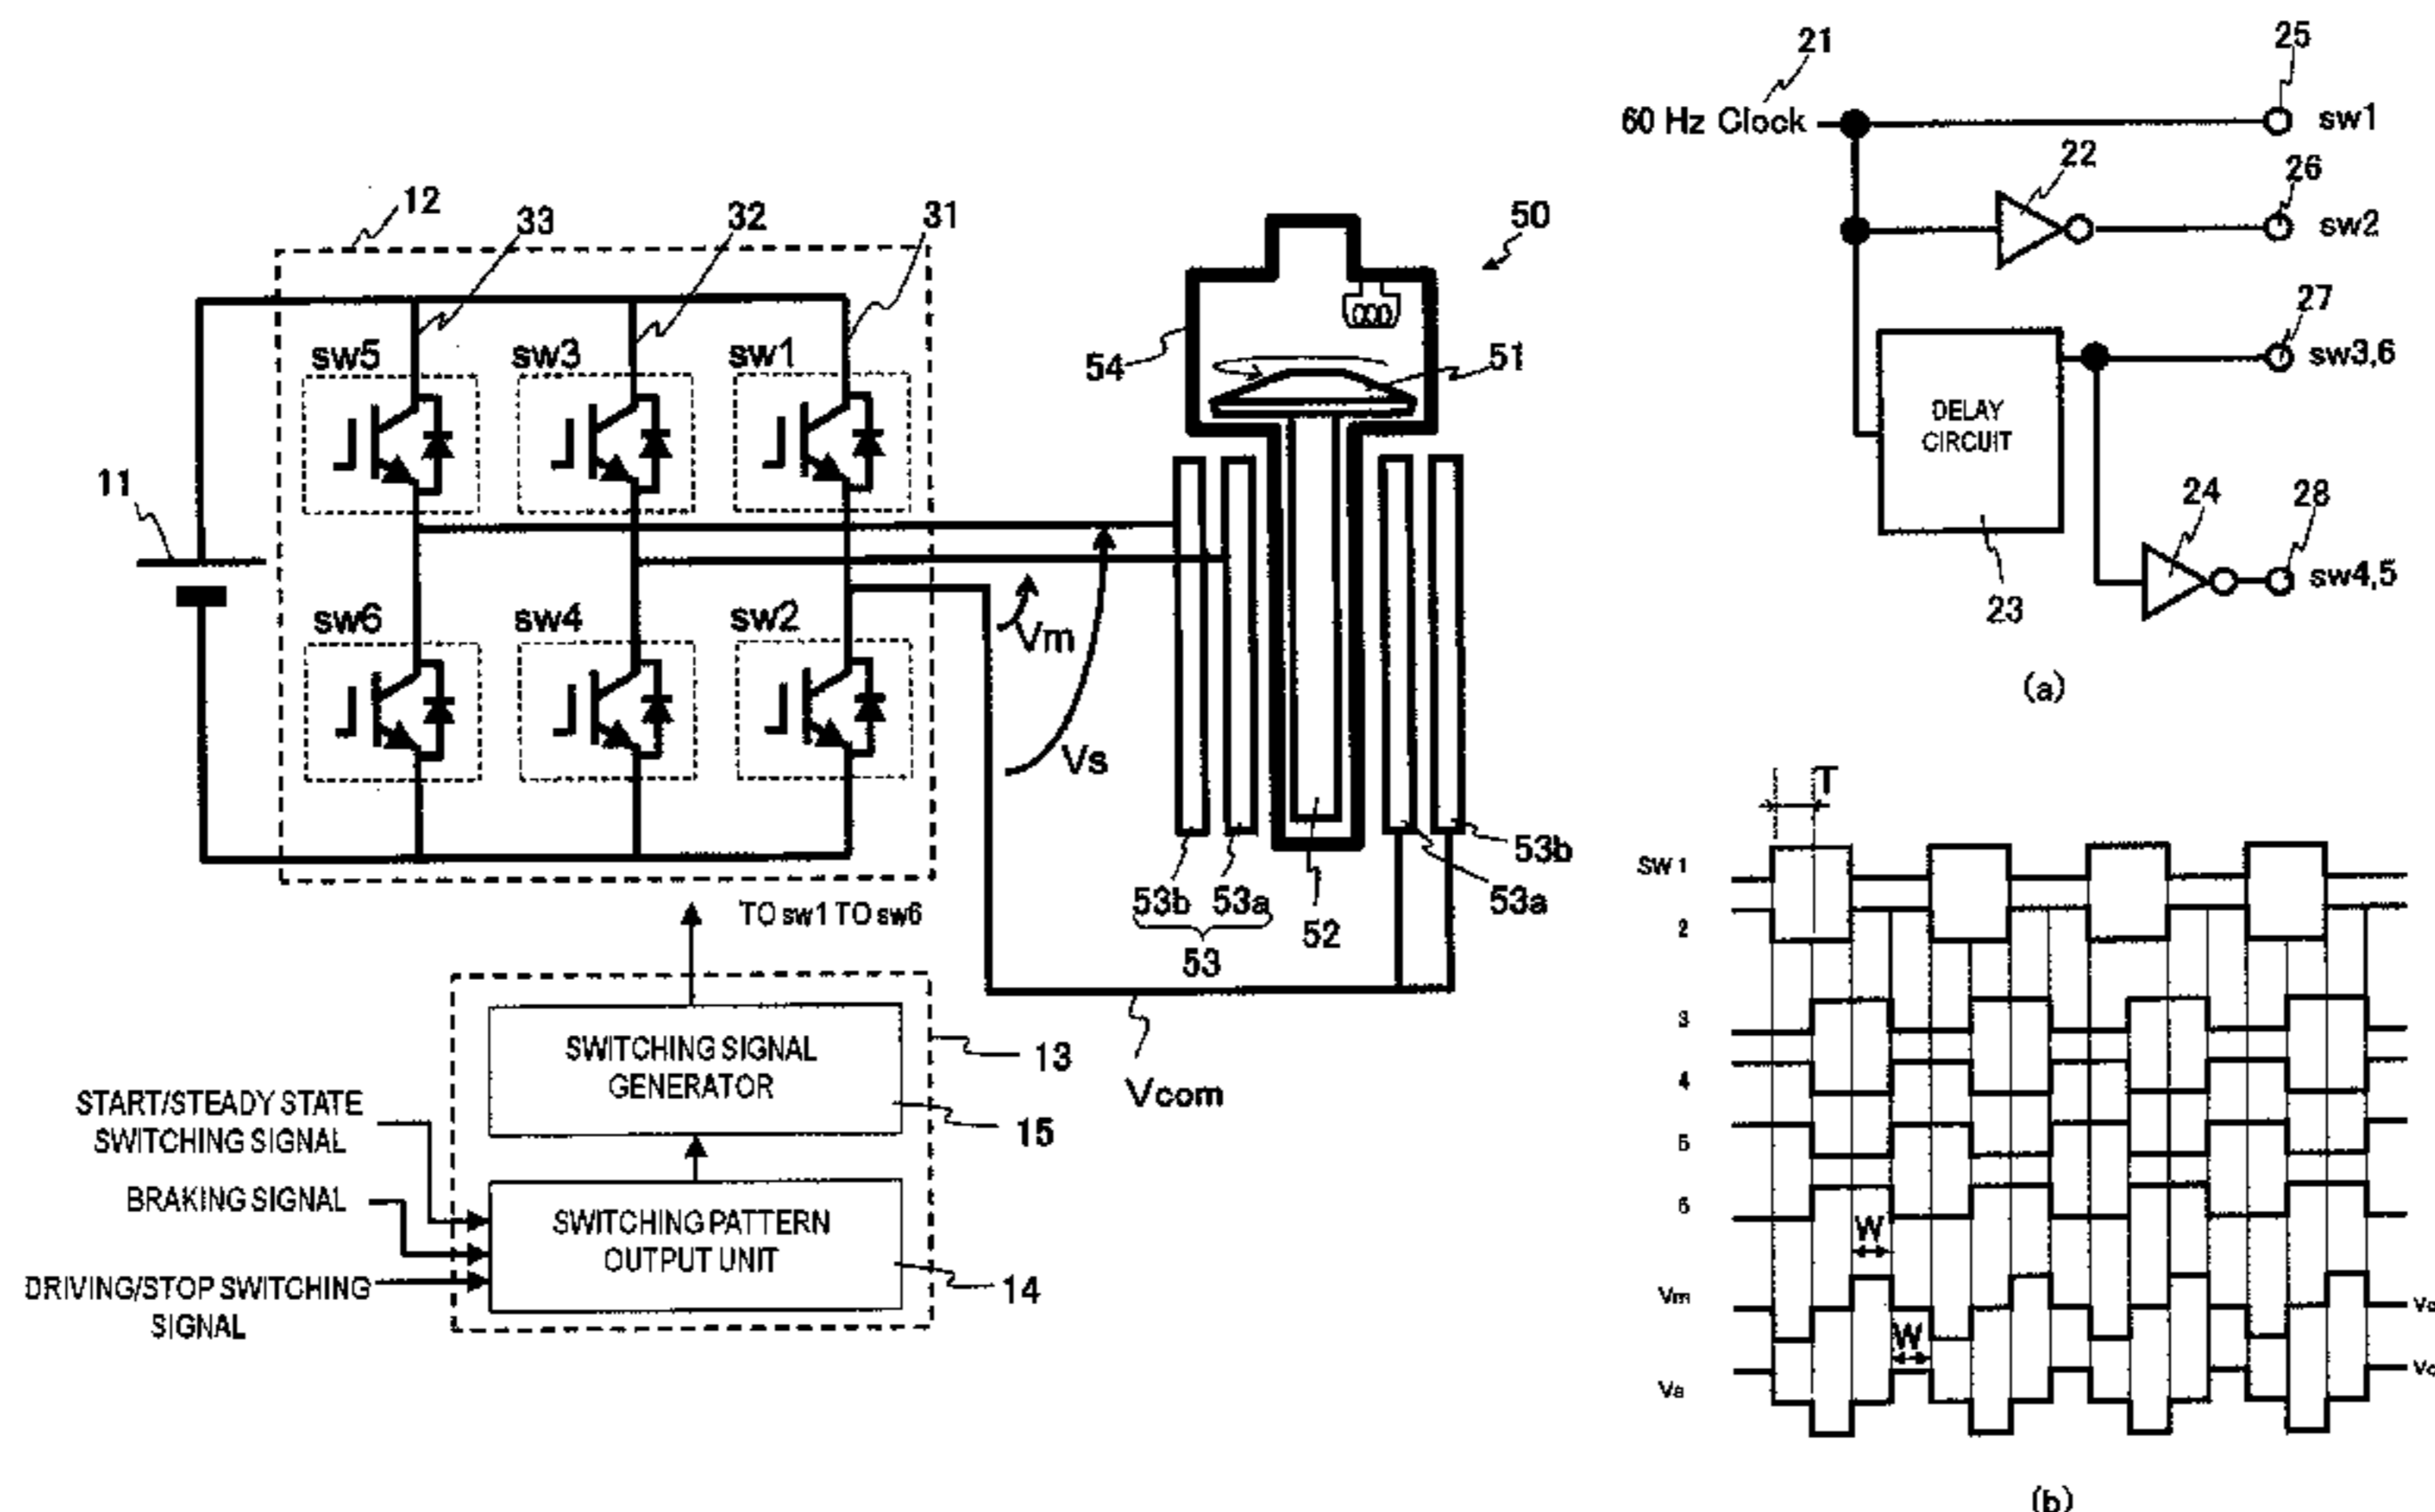 12
33
32
31
sw5
sw3
sw1
11
sw6
sw4
sw2
Vm
Vs
50
54
51
53b
53a
53
52
53b
53a
TO sw1 TO sw6
SWITCHING SIGNAL
GENERATOR
13
15
Vcom
START/STEADY STATE
SWITCHING SIGNAL
BRAKING SIGNAL
DRIVING/STOP SWITCHING
SIGNAL
SWITCHING PATTERN
OUTPUT UNIT
14
21
60 Hz Clock
25
sw1
22
26
sw2
27
sw3,6
DELAY
CIRCUIT
23
24
28
sw4,5
(a)
T
SW 1
2
3
4
5
6
W
Vm
W
(b)